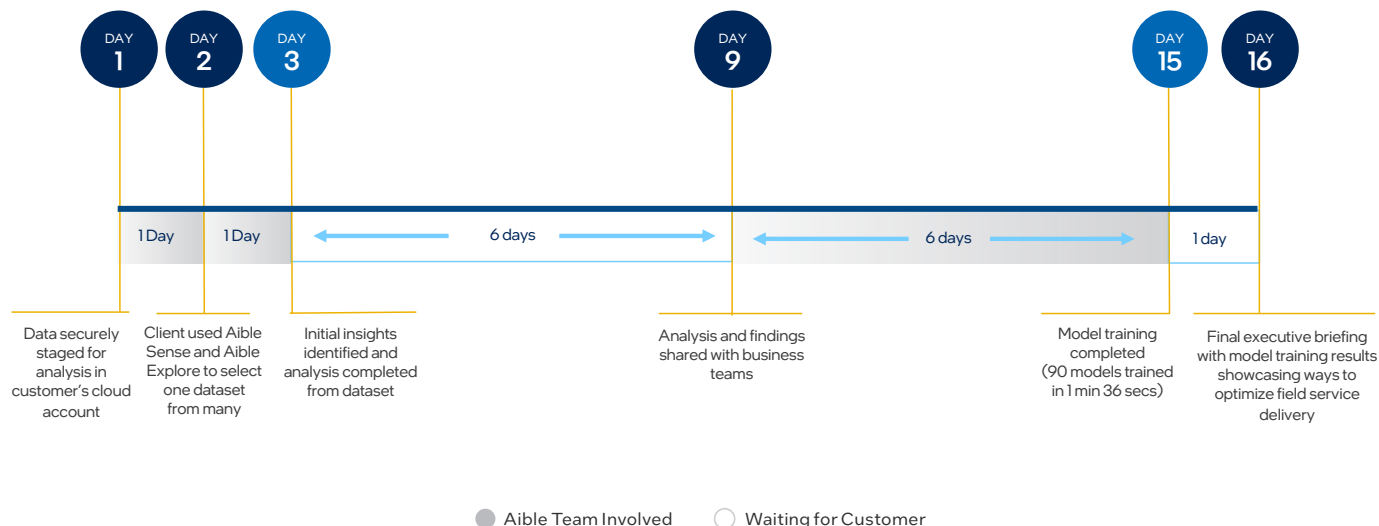 DAY
1
DAY
2
DAY
3
DAY
9
DAY
15
DAY
16
1 Day
1 Day
6 days
6 days
1 day
Data securely
staged for
analysis in
customer's cloud
account
Client used Aible
Sense and Aible
Explore to select
one dataset
from many
Initial insights
identified and
analysis completed
from dataset
Analysis and findings
shared with business
teams
Model training
completed
(90 models trained
in 1 min 36 secs)
Final executive briefing
with model training results
showcasing ways to
optimize field service
delivery
Aible Team Involved
Waiting for Customer